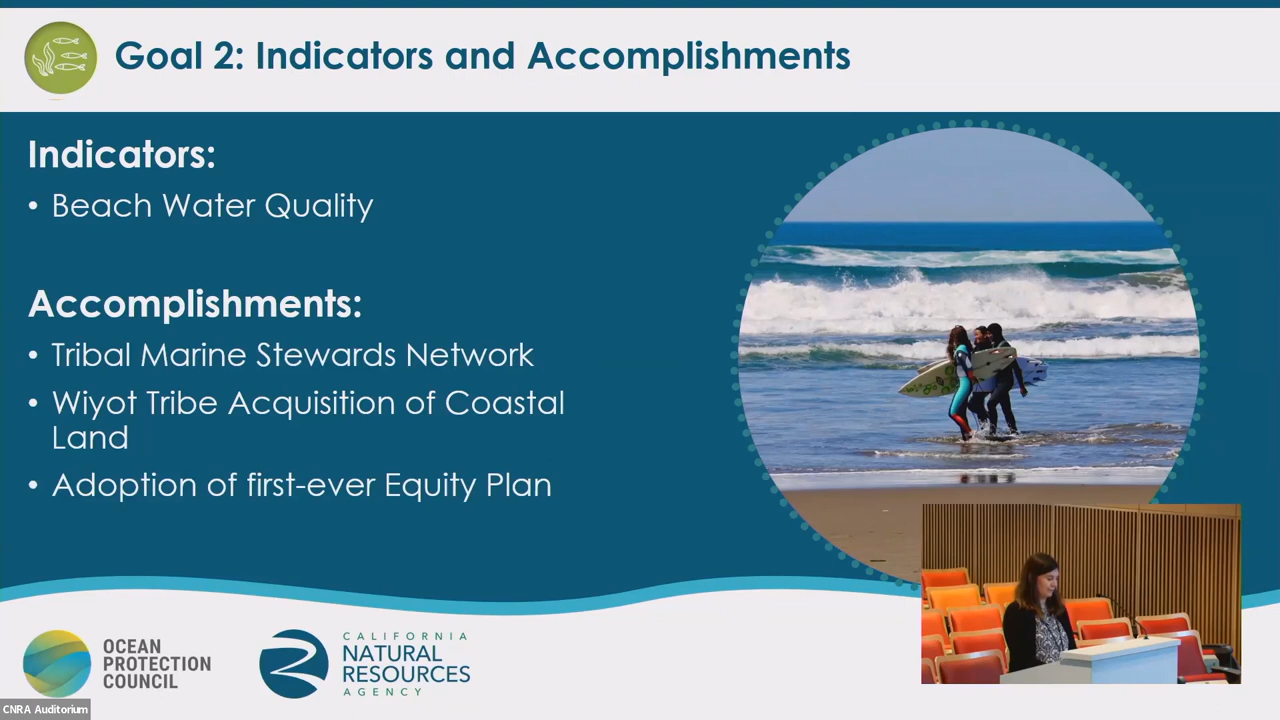 Goal 2: Indicators and Accomplishments
Indicators:
• Beach Water Quality
Accomplishments:
• Tribal Marine Stewards Network
• Wiyot Tribe Acquisition of Coastal
Land
• Adoption of first-ever Equity Plan
OCEAN
PROTECTION
COUNCIL
CALIFORNIA
NATURAL
RESOURCES
AGENCY
CNRA Auditorium